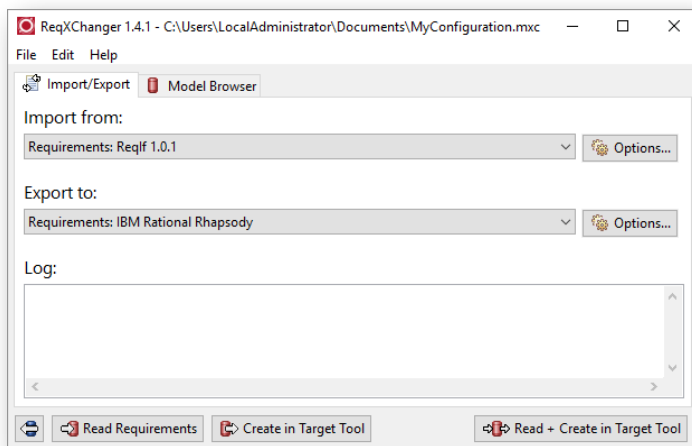 ReqXChanger 1.4.1 - C:\Users\LocalAdministrator\Documents\MyConfiguration.mxc
File Edit Help
Import/Export Model Browser
Import from:
Requirements: ReqIf 1.0.1 Options...
Export to:
Requirements: IBM Rational Rhapsody Options...
Log:
Read Requirements Create in Target Tool Read + Create in Target Tool